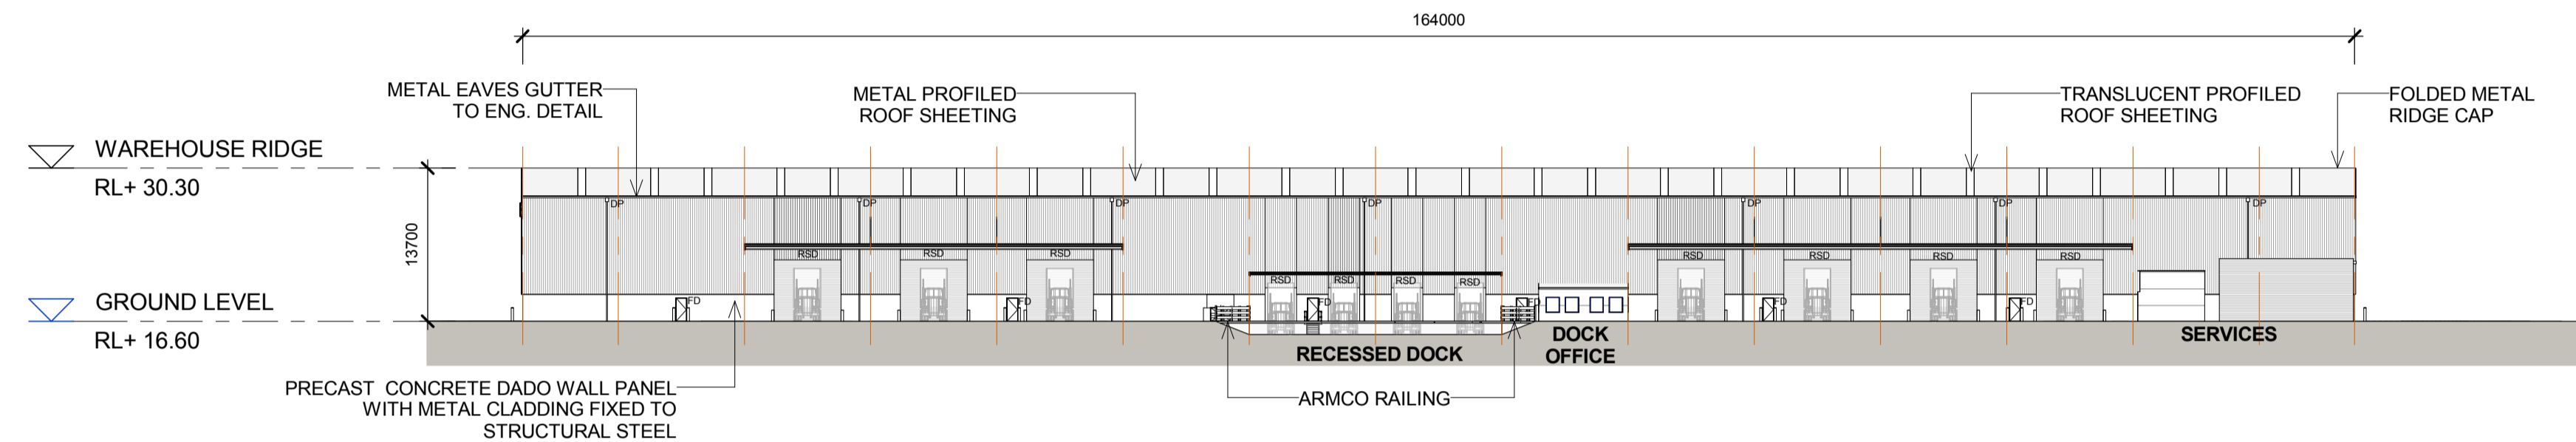 164000
METAL EAVES GUTTER
TO ENG. DETAIL
METAL PROFILED
ROOF SHEETING
TRANSLUCENT PROFILED
ROOF SHEETING
FOLDED METAL
RIDGE CAP
WAREHOUSE RIDGE
RL+ 30.30
13700
DP
DP
DP
DP
DP
DP
DP
RSD
RSD
RSD
RSD
RSD
RSD
RSD
RSD
RSD
RSD
RSD
GROUND LEVEL
RL+ 16.60
FD
FD
FD
FD
FD
FD
RECESSED DOCK
DOCK
OFFICE
SERVICES
PRECAST CONCRETE DADO WALL PANEL
WITH METAL CLADDING FIXED TO
STRUCTURAL STEEL
ARMCO RAILING